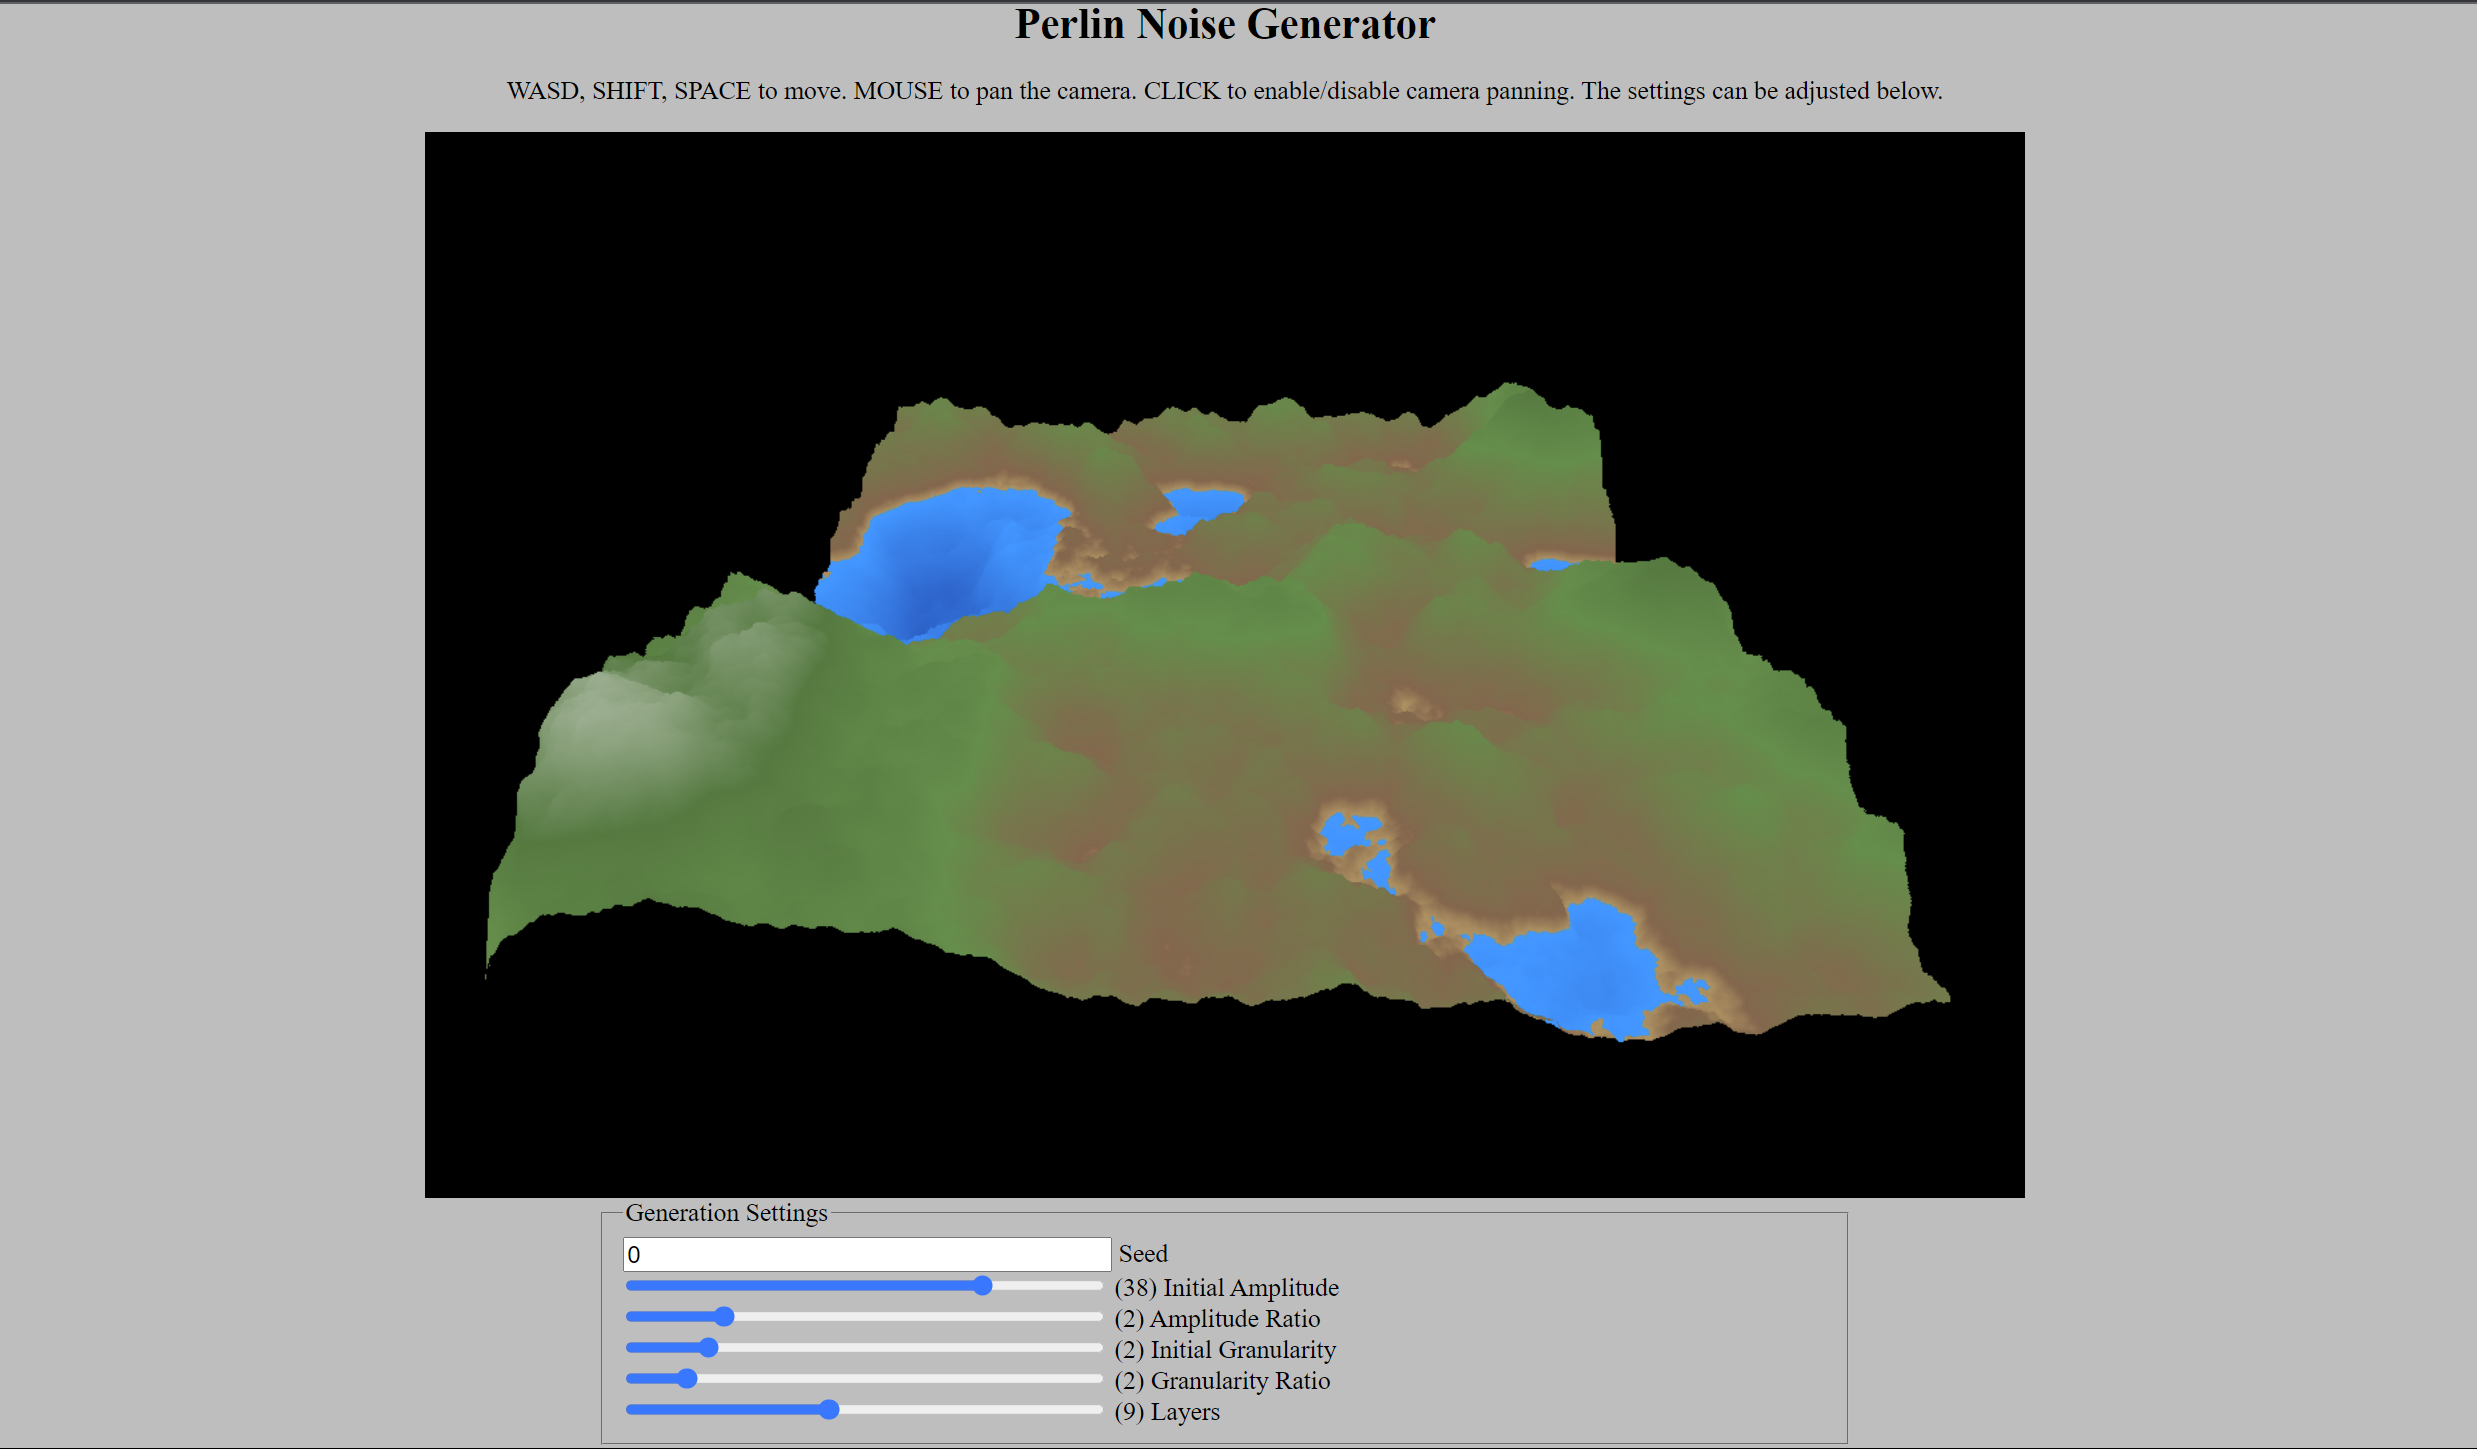 Perlin Noise Generator
WASD, SHIFT, SPACE to move. MOUSE to pan the camera. CLICK to enable/disable camera panning. The settings can be adjusted below.
Generation Settings
0 Seed
(38) Initial Amplitude
(2) Amplitude Ratio
(2) Initial Granularity
(2) Granularity Ratio
(9) Layers